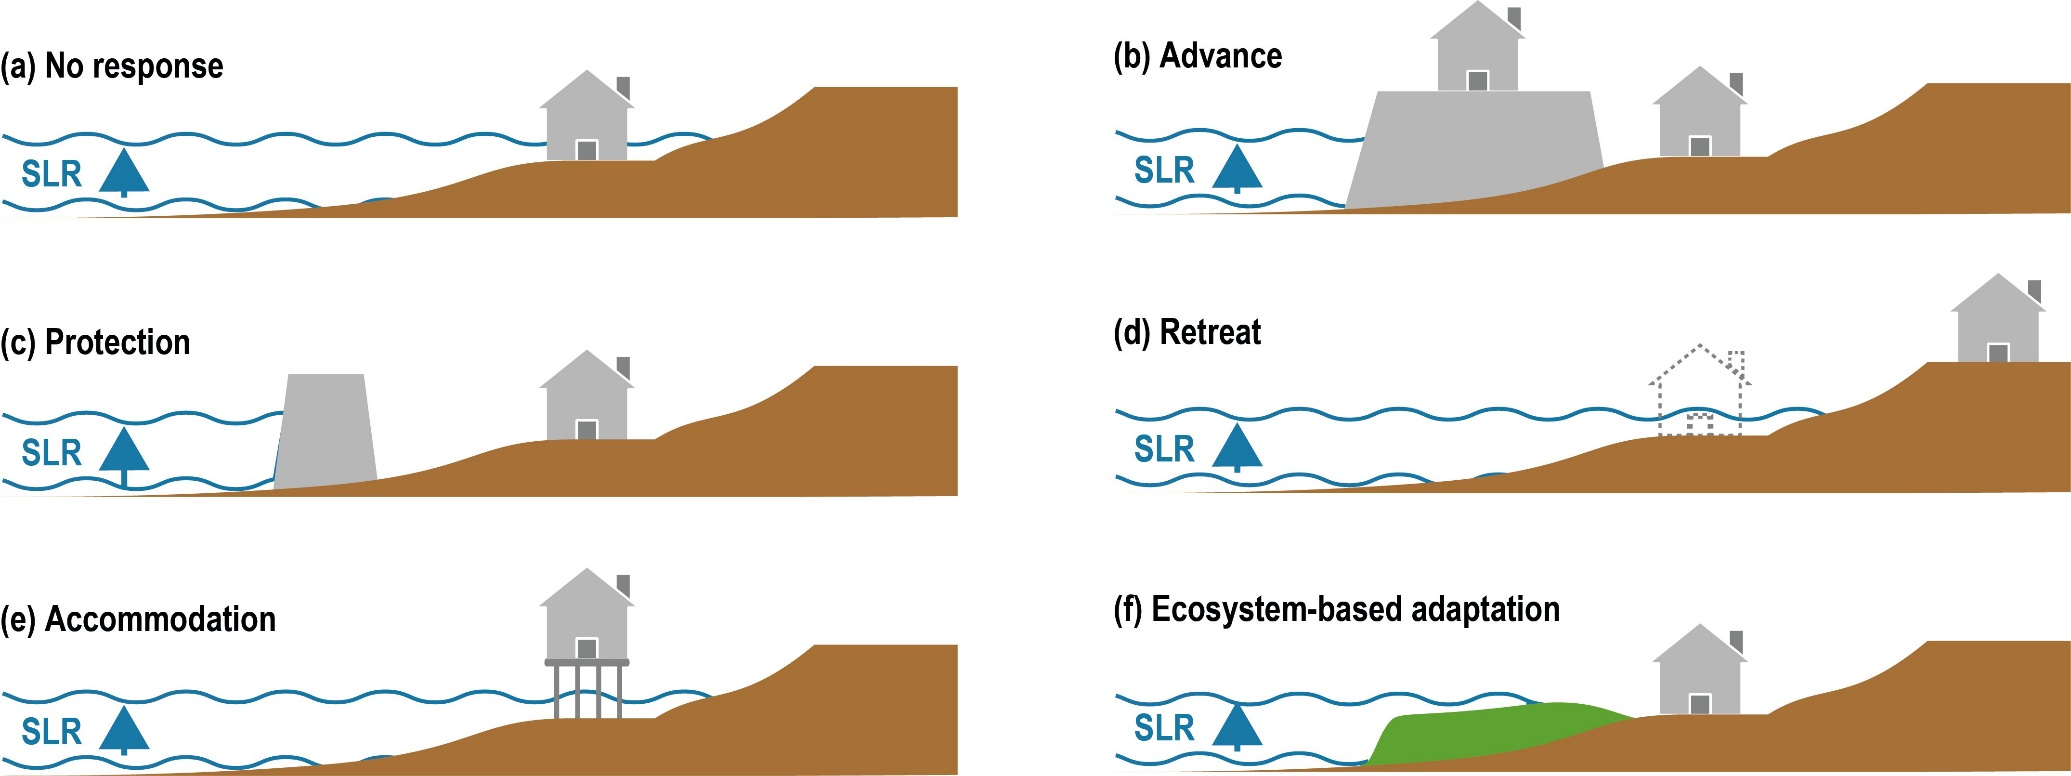 (a) No response
SLR
(b) Advance
SLR
(c) Protection
SLR
(d) Retreat
SLR
(e) Accommodation
SLR
(f) Ecosystem-based adaptation
SLR